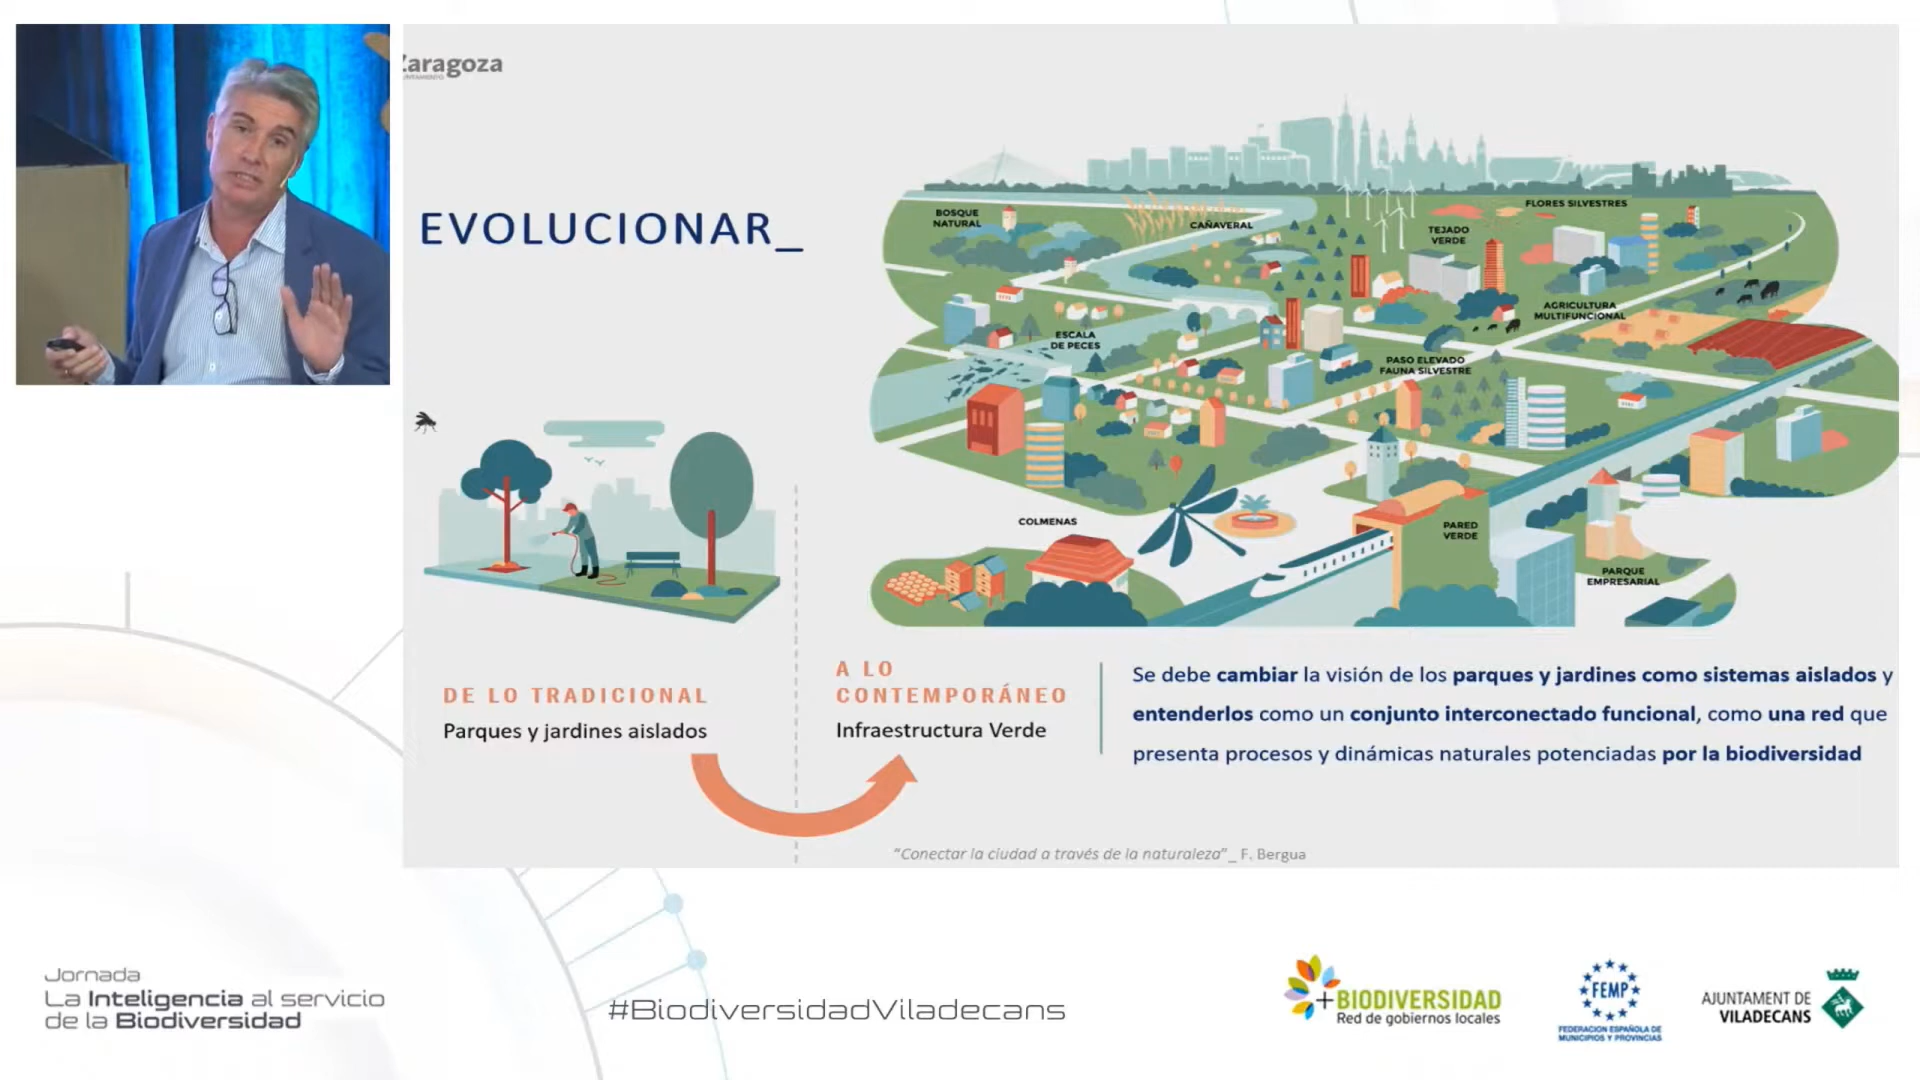 Zaragoza
AYUNTAMIENTO
EVOLUCIONAR_
BOSQUE
NATURAL
CAÑAVERAL
FLORES SILVESTRES
TEJADO
VERDE
AGRICULTURA
MULTIFUNCIONAL
ESCALA
DE PECES
PASO ELEVADO
FAUNA SILVESTRE
COLMENAS
PARED
VERDE
PARQUE
EMPRESARIAL
DE LO TRADICIONAL
Parques y jardines aislados
A LO
CONTEMPORÁNEO
Infraestructura Verde
Se debe cambiar la visión de los parques y jardines como sistemas aislados y
entenderlos como un conjunto interconectado funcional, como una red que
presenta procesos y dinámicas naturales potenciadas por la biodiversidad
"Conectar la ciudad a través de la naturaleza"_ F. Bergua
Jornada
La Inteligencia al servicio
de la Biodiversidad
#BiodiversidadViladecans
+BIODIVERSIDAD
Red de gobiernos locales
FEMP
FEDERACION ESPAÑOLA DE
MUNICIPIOS Y PROVINCIAS
AJUNTAMENT DE
VILADECANS